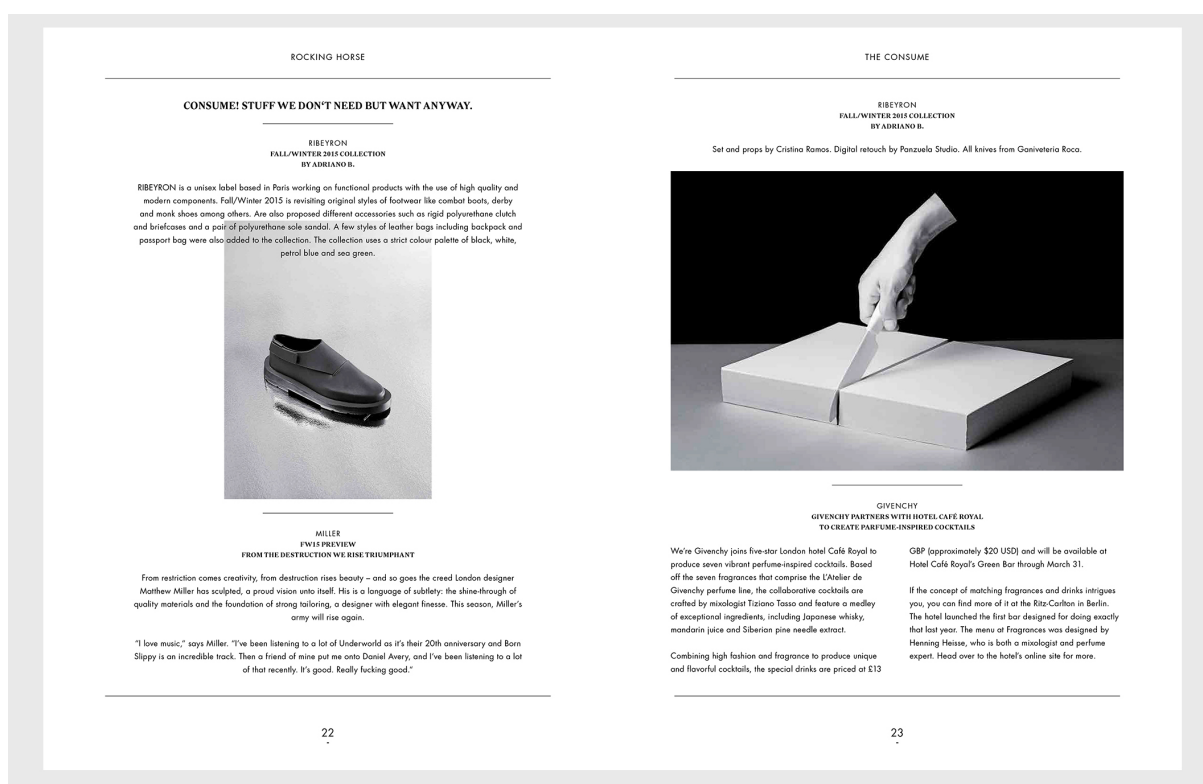 ROCKING HORSE
CONSUME! STUFF WE DON'T NEED BUT WANT ANYWAY.
RIBEYRON
FALL/WINTER 2015 COLLECTION
BY ADRIANO B.
RIBEYRON is a unisex label based in Paris working on functional products with the use of high quality and
modern components. Fall/Winter 2015 is revisiting original styles of footwear like combat boots, derby
and monk shoes among others. Are also proposed different accessories such as rigid polyurethane clutch
and briefcases and a pair of polyurethane sole sandal. A few styles of leather bags including backpack and
passport bag were also added to the collection. The collection uses a strict colour palette of black, white,
petrol blue and sea green.
MILLER
FW15 PREVIEW
FROM THE DESTRUCTION WE RISE TRIUMPHANT
From restriction comes creativity, from destruction rises beauty – and so goes the creed London designer
Matthew Miller has sculpted, a proud vision unto itself. His is a language of subtlety: the shine-through of
quality materials and the foundation of strong tailoring, a designer with elegant finesse. This season, Miller's
army will rise again.
"I love music," says Miller. "I've been listening to a lot of Underworld as it's their 20th anniversary and Born
Slippy is an incredible track. Then a friend of mine put me onto Daniel Avery, and I've been listening to a lot
of that recently. It's good. Really fucking good."
22
-
THE CONSUME
RIBEYRON
FALL/WINTER 2015 COLLECTION
BY ADRIANO B.
Set and props by Cristina Ramos. Digital retouch by Panzuela Studio. All knives from Ganiveteria Roca.
GIVENCHY
GIVENCHY PARTNERS WITH HOTEL CAFÉ ROYAL
TO CREATE PARFUME-INSPIRED COCKTAILS
We're Givenchy joins five-star London hotel Café Royal to
produce seven vibrant perfume-inspired cocktails. Based
off the seven fragrances that comprise the L'Atelier de
Givenchy perfume line, the collaborative cocktails are
crafted by mixologist Tiziano Tasso and feature a medley
of exceptional ingredients, including Japanese whisky,
mandarin juice and Siberian pine needle extract.
Combining high fashion and fragrance to produce unique
and flavorful cocktails, the special drinks are priced at £13
GBP (approximately $20 USD) and will be available at
Hotel Café Royal's Green Bar through March 31.
If the concept of matching fragrances and drinks intrigues
you, you can find more of it at the Ritz-Carlton in Berlin.
The hotel launched the first bar designed for doing exactly
that last year. The menu at Fragrances was designed by
Henning Heisse, who is both a mixologist and perfume
expert. Head over to the hotel's online site for more.
23
-